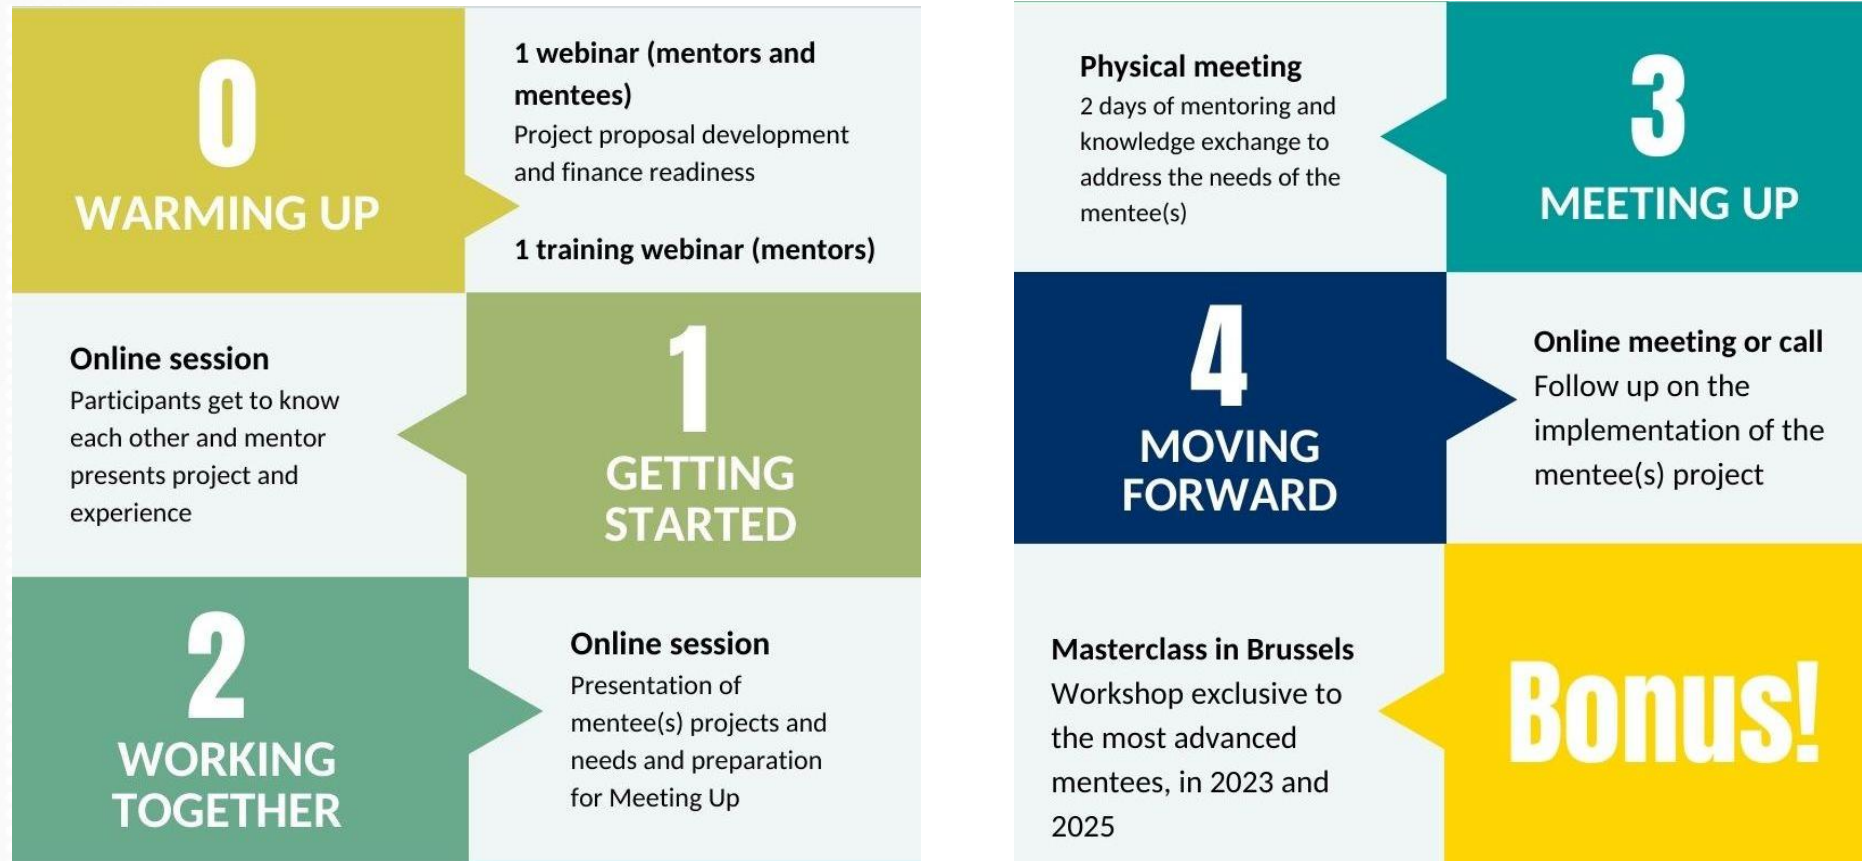 0
WARMING UP
1 webinar (mentors and
mentees)
Project proposal development
and finance readiness
1 training webinar (mentors)
Online session
Participants get to know
each other and mentor
presents project and
experience
1
GETTING
STARTED
2
WORKING
TOGETHER
Online session
Presentation of
mentee(s) projects and
needs and preparation
for Meeting Up
Physical meeting
2 days of mentoring and
knowledge exchange to
address the needs of the
mentee(s)
3
MEETING UP
4
MOVING
FORWARD
Online meeting or call
Follow up on the
implementation of the
mentee(s) project
Masterclass in Brussels
Workshop exclusive to
the most advanced
mentees, in 2023 and
2025
Bonus!